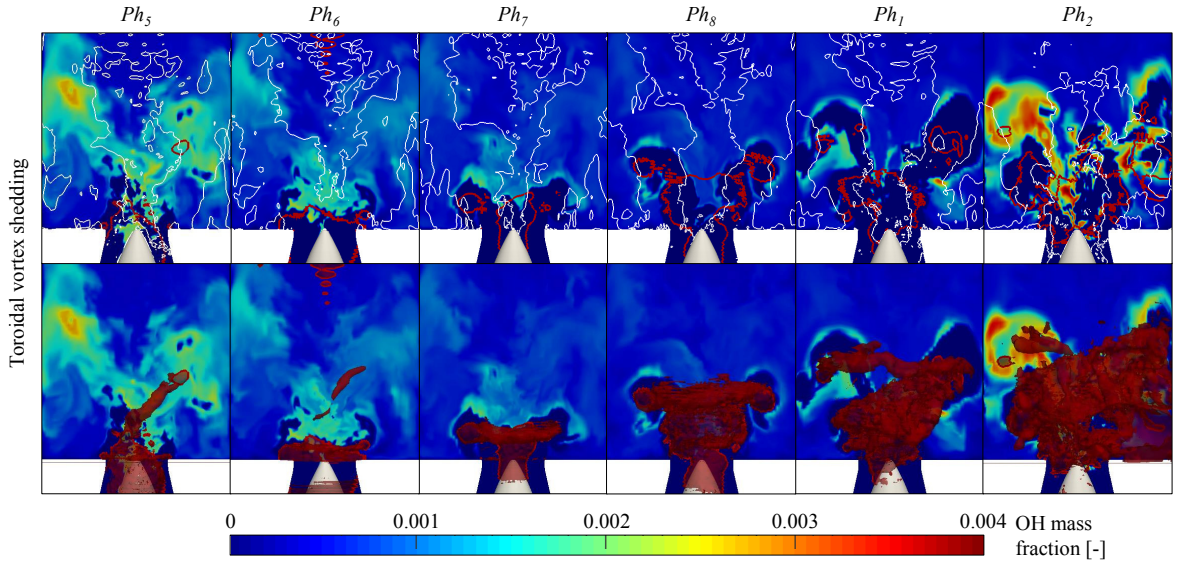 Ph5 Ph6 Ph7 Ph8 Ph1 Ph2
Toroidal vortex shedding
0 0.001 0.002 0.003 0.004
OH mass
fraction [-]